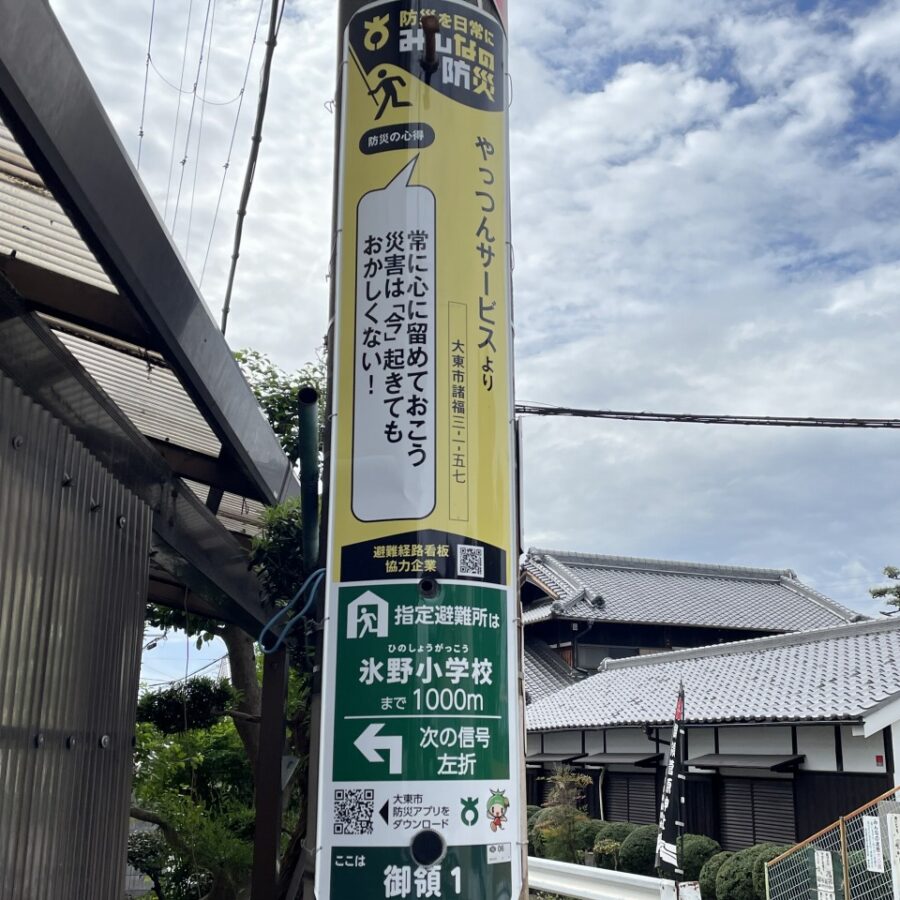 防災を日常に
みんなの
防災
防災の心得
やっつんサービスより
常に心に留めておこう
災害は「今」起きても
おかしくない!
大東市諸福三-一-五七
避難経路看板
協力企業
指定避難所は
ひのしょうがっこう
氷野小学校
まで 1000m
次の信号
左折
大東市
防災アプリを
ダウンロード
06
ここは
御領1